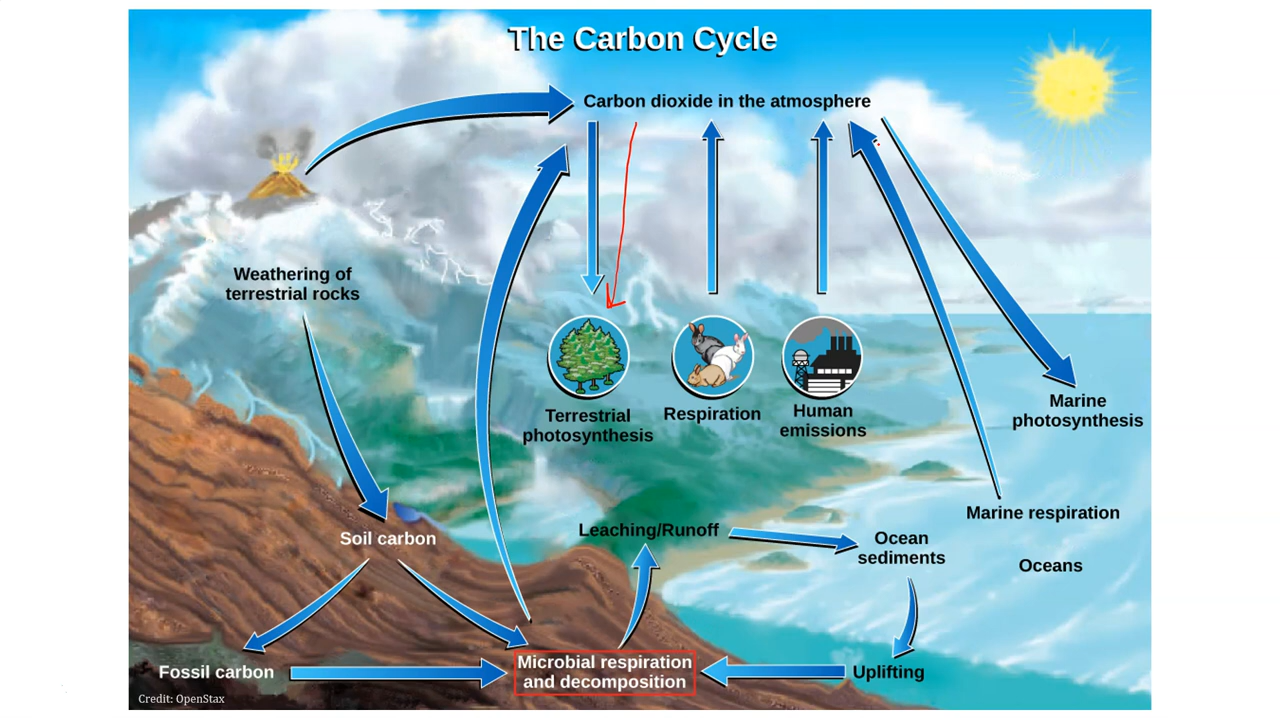 The Carbon Cycle
Carbon dioxide in the atmosphere
Weathering of
terrestrial rocks
Terrestrial
photosynthesis
Respiration
Human
emissions
Marine
photosynthesis
Marine respiration
Soil carbon
Leaching/Runoff
Ocean
sediments
Oceans
Fossil carbon
Microbial respiration
and decomposition
Uplifting
Credit: OpenStax